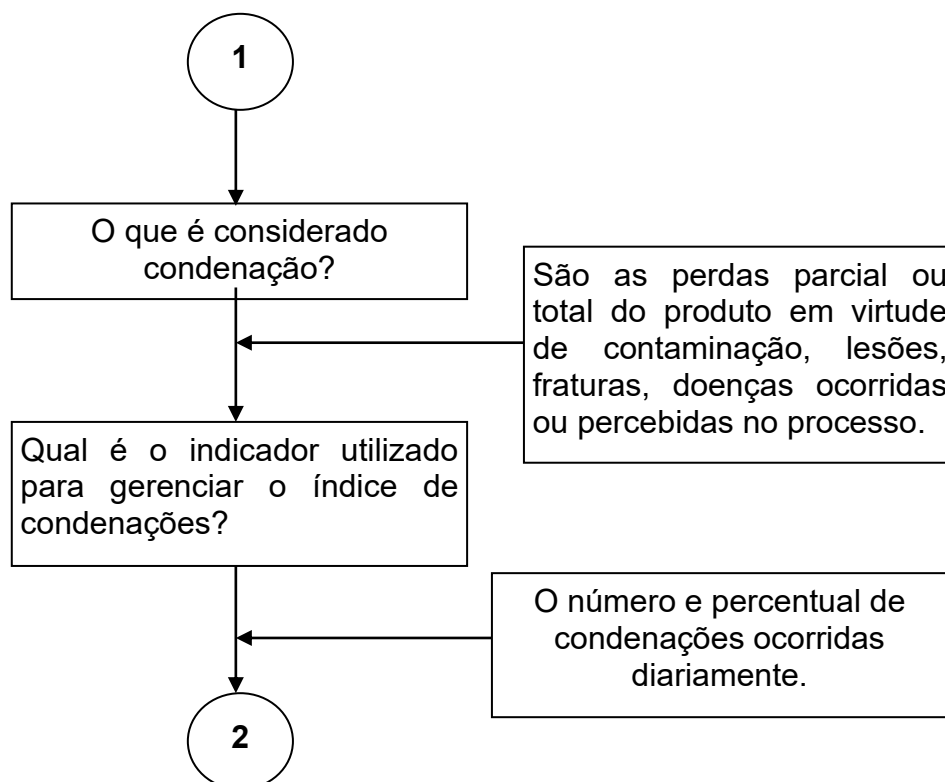 1
O que é considerado
condenação?
São as perdas parcial ou
total do produto em virtude
de contaminação, lesões,
fraturas, doenças ocorridas
ou percebidas no processo.
Qual é o indicador utilizado
para gerenciar o índice de
condenações?
O número e percentual de
condenações ocorridas
diariamente.
2